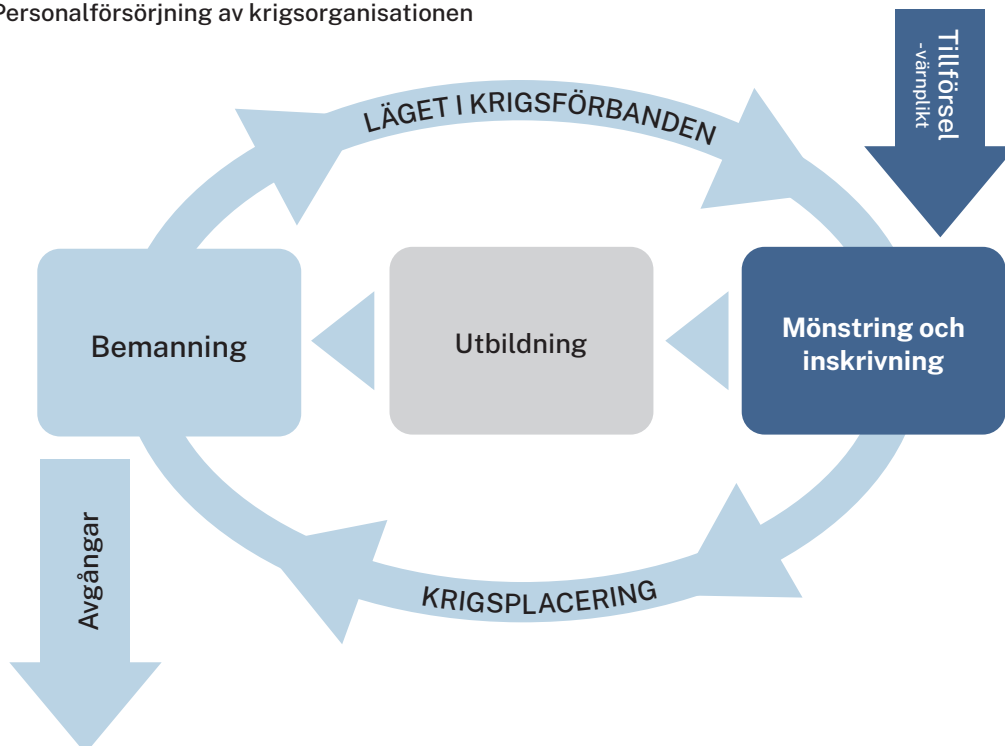 Personalförsörjning av krigsorganisationen
Tillförsel
-värnplikt
LÄGET I KRIGSFÖRBANDEN
Bemanning
Utbildning
Mönstring och
inskrivning
KRIGSPLACERING
Avgångar